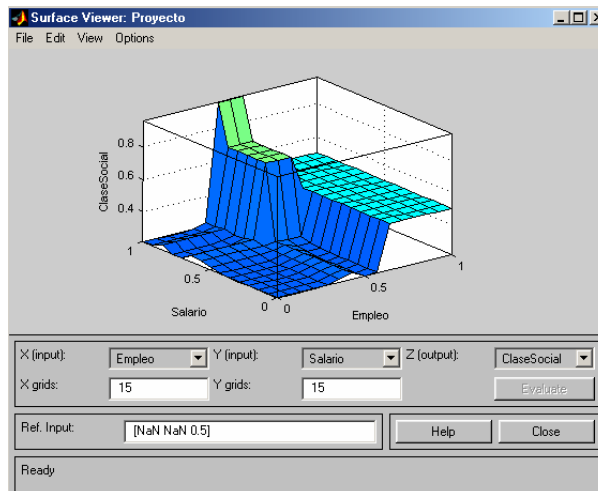 Surface Viewer: Proyecto
File Edit View Options
0.8
0.6
0.4
ClaseSocial
1
0.5
0
Salario
0
0.5
1
Empleo
X (input): Empleo Y (input): Salario Z (output): ClaseSocial
X grids: 15 Y grids: 15 Evaluate
Ref. Input: [NaN NaN 0.5] Help Close
Ready